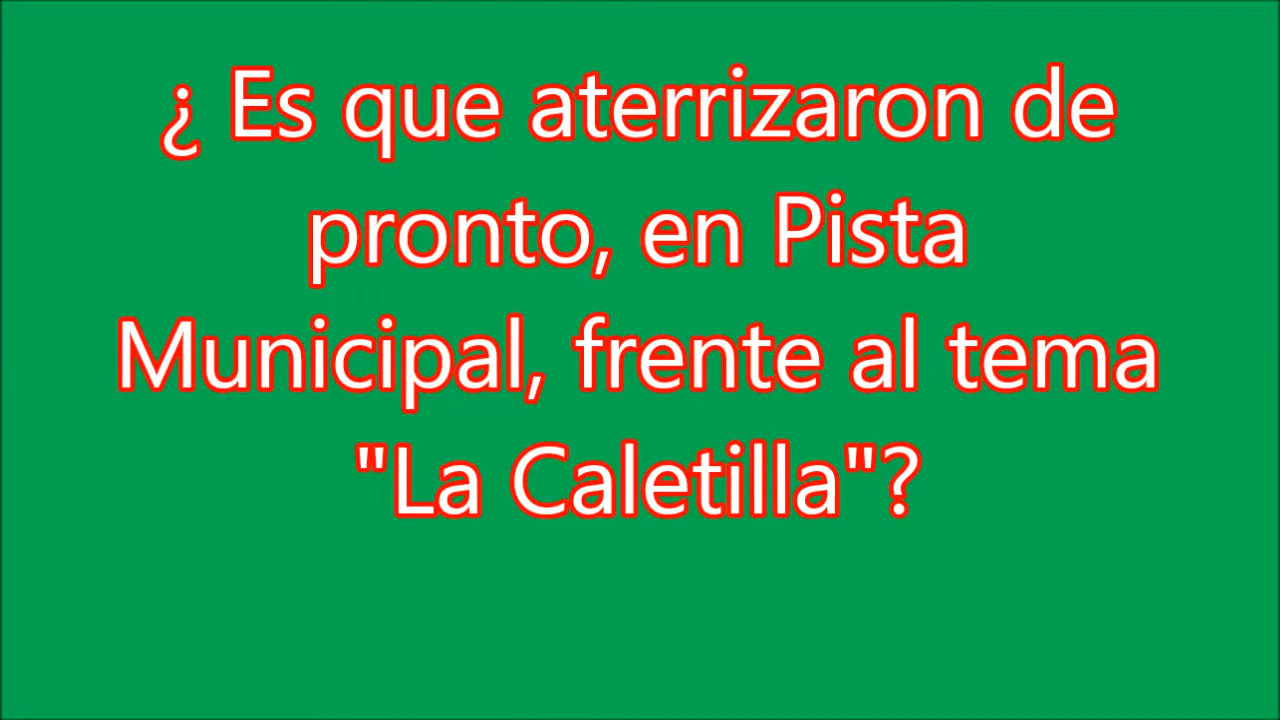 ¿ Es que aterrizaron de
pronto, en Pista
Municipal, frente al tema
"La Caletilla"?